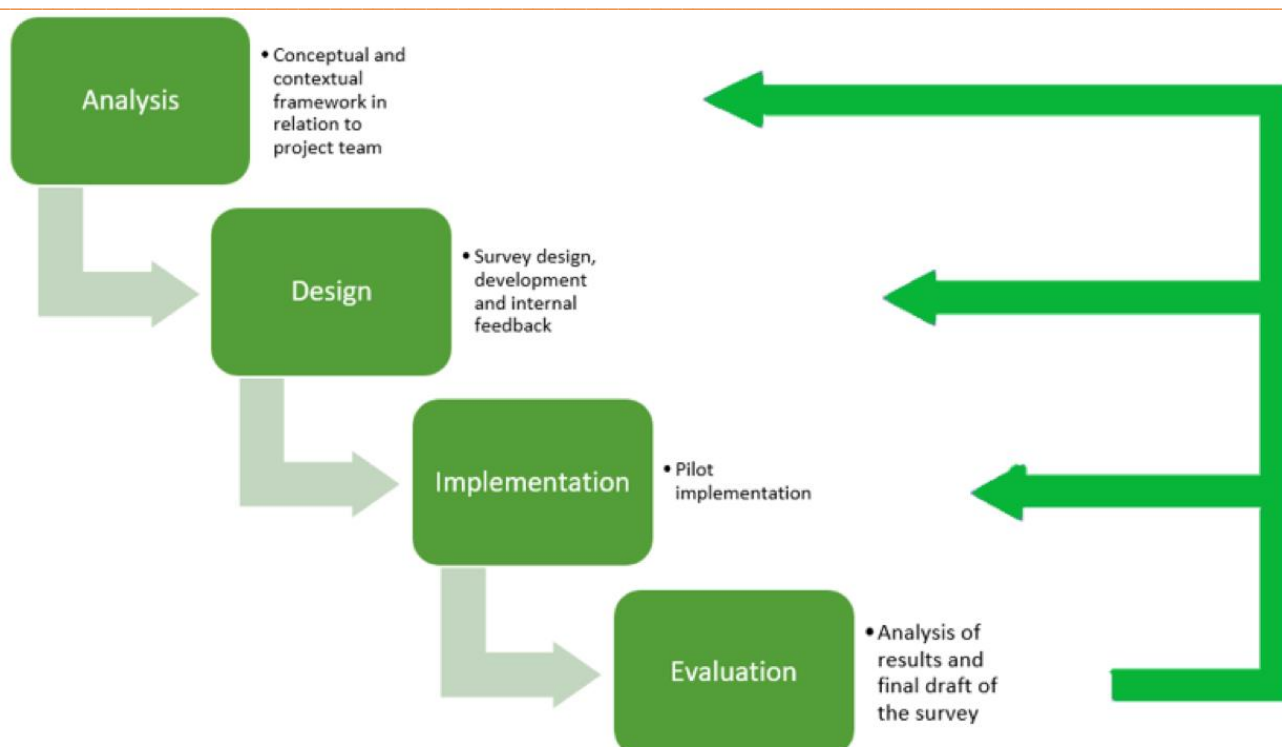 Analysis
• Conceptual and
contextual
framework in
relation to
project team
Design
• Survey design,
development
and internal
feedback
Implementation
• Pilot
implementation
Evaluation
• Analysis of
results and
final draft of
the survey